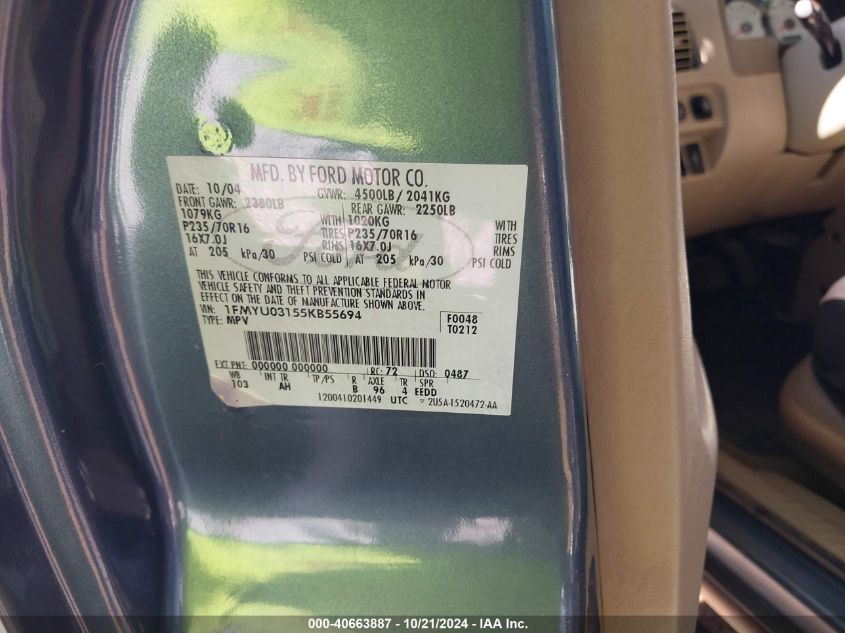 MFD. BY FORD MOTOR CO.
DATE: 10/04 GVWR: 4500LB/ 2041KG
FRONT GAWR: 2380LB REAR GAWR: 2250LB
1079KG WITH 1020KG WITH
P235/70R16 TIRES P235/70R16 TIRES
16X7.0J RIMS 16X7.0J RIMS
AT 205 kPa/30 PSI COLD AT 205 kPa/30 PSI COLD
THIS VEHICLE CONFORMS TO ALL APPLICABLE FEDERAL MOTOR
VEHICLE SAFETY AND THEFT PREVENTION STANDARDS IN
EFFECT ON THE DATE OF MANUFACTURE SHOWN ABOVE.
VIN: 1FMYU03155KB55694 F0048
TYPE: MPV T0212
EXT PNT: 000000 000000 RC: 72 DSO: 0487
WB INT TR TP/PS R AXLE TR SPR
103 AH B 96 4 EEDD
1200410201449 UTC 2U5A-1520472-AA
Ford
000-40663887 - 10/21/2024 - IAA Inc.